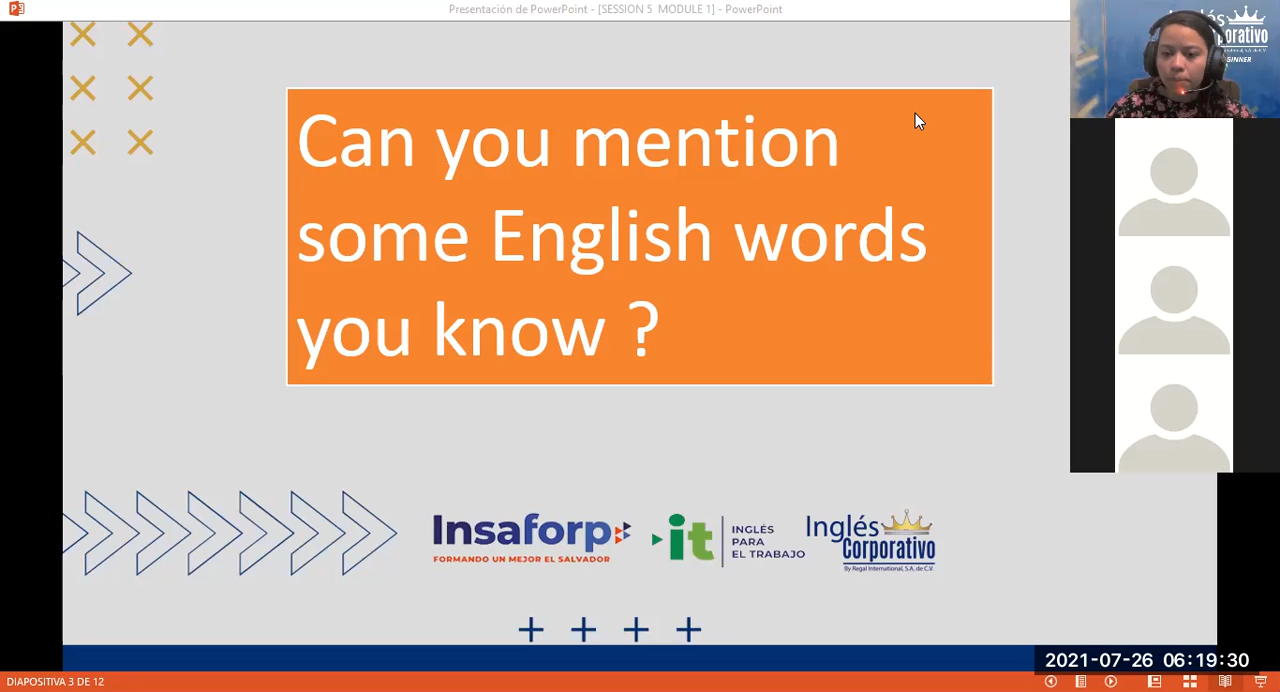 Presentación de PowerPoint - [SESSION 5 MODULE 1] - PowerPoint
Inglés
Corporativo
Can you mention
some English words
you know ?
Insaforp
FORMANDO UN MEJOR EL SALVADOR
it
INGLÉS
PARA
EL TRABAJO
Inglés
Corporativo
By Regal International, S.A. de C.V.
2021-07-26 06:19:30
DIAPOSITIVA 3 DE 12